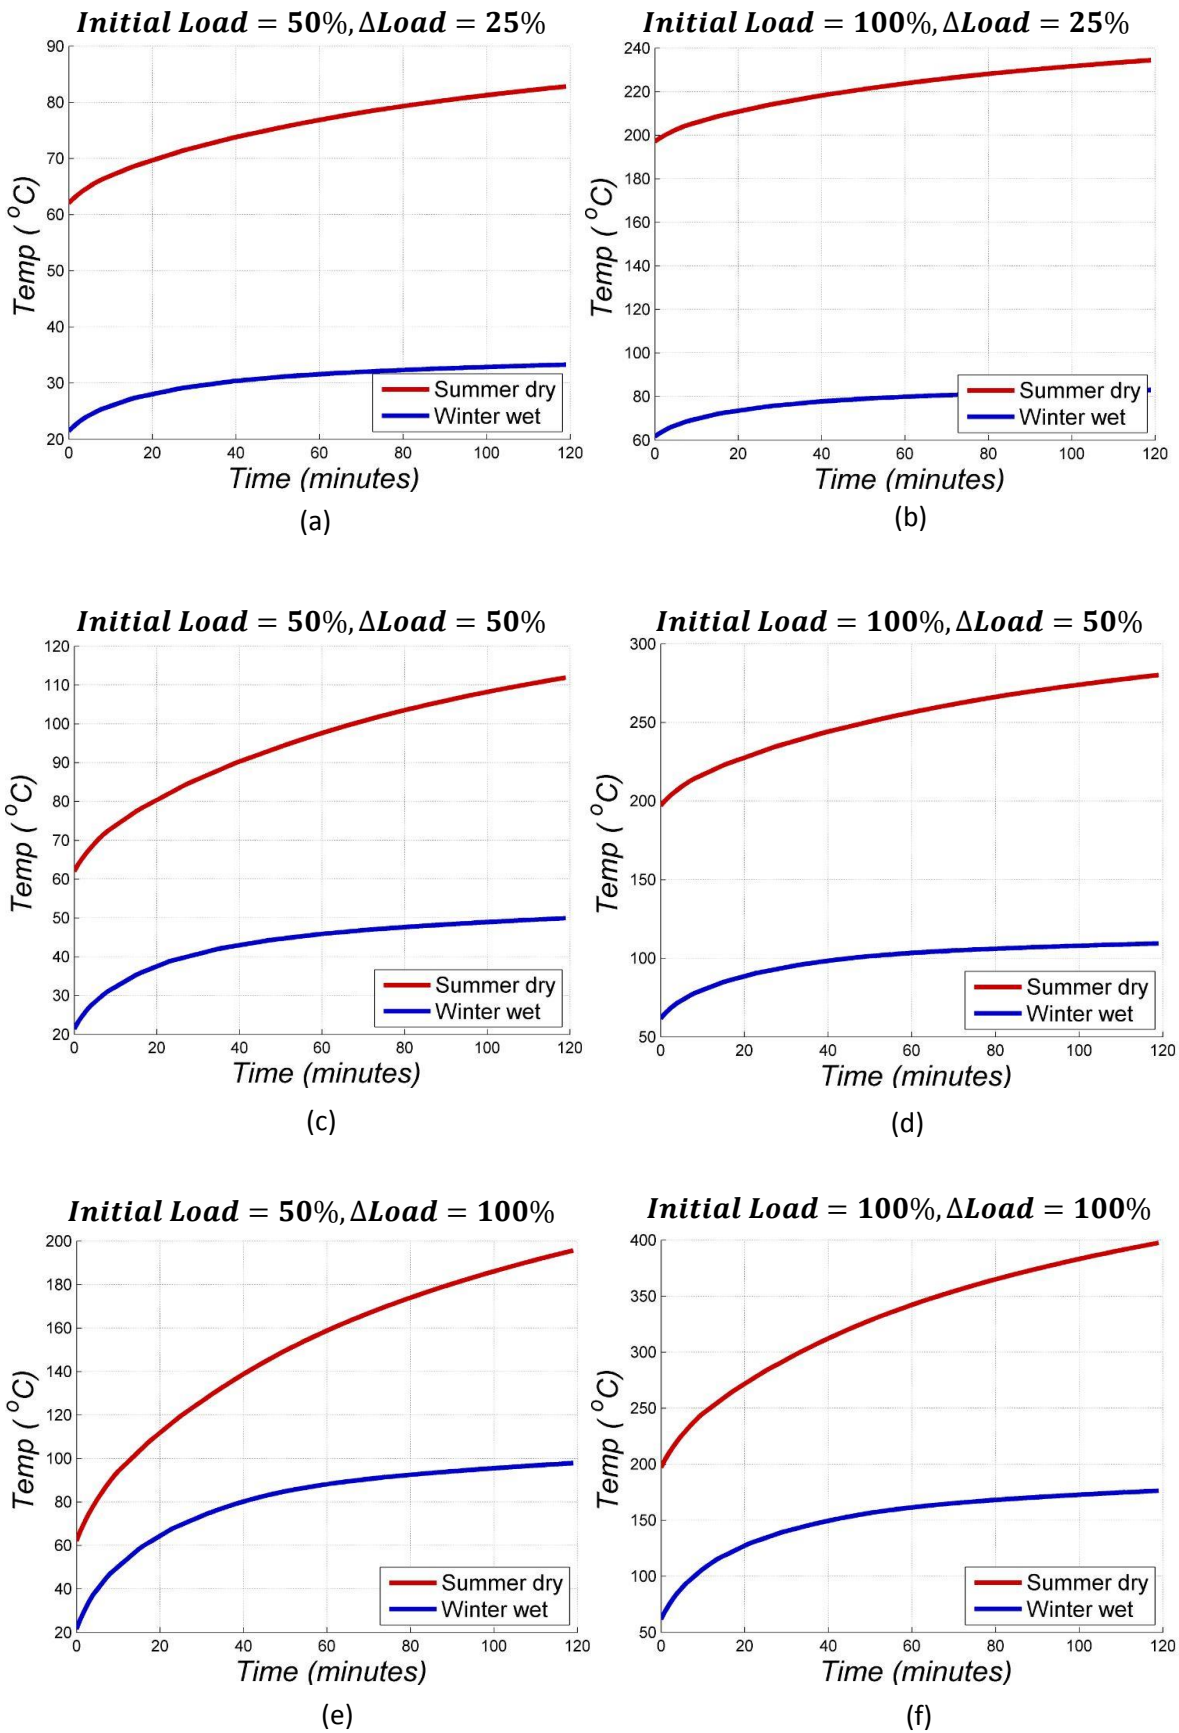 Initial Load = 50%, ΔLoad = 25%
90
80
70
60
50
40
30
20
Temp ( °C)
Summer dry
Winter wet
0 20 40 60 80 100 120
Time (minutes)
(a)
Initial Load = 100%, ΔLoad = 25%
240
220
200
180
160
140
120
100
80
60
Temp ( °C)
Summer dry
Winter wet
0 20 40 60 80 100 120
Time (minutes)
(b)
Initial Load = 50%, ΔLoad = 50%
120
110
100
90
80
70
60
50
40
30
20
Temp ( °C)
Summer dry
Winter wet
0 20 40 60 80 100 120
Time (minutes)
(c)
Initial Load = 100%, ΔLoad = 50%
300
250
200
150
100
50
Temp ( °C)
Summer dry
Winter wet
0 20 40 60 80 100 120
Time (minutes)
(d)
Initial Load = 50%, ΔLoad = 100%
200
180
160
140
120
100
80
60
40
20
Temp ( °C)
Summer dry
Winter wet
0 20 40 60 80 100 120
Time (minutes)
(e)
Initial Load = 100%, ΔLoad = 100%
400
350
300
250
200
150
100
50
Temp ( °C)
Summer dry
Winter wet
0 20 40 60 80 100 120
Time (minutes)
(f)